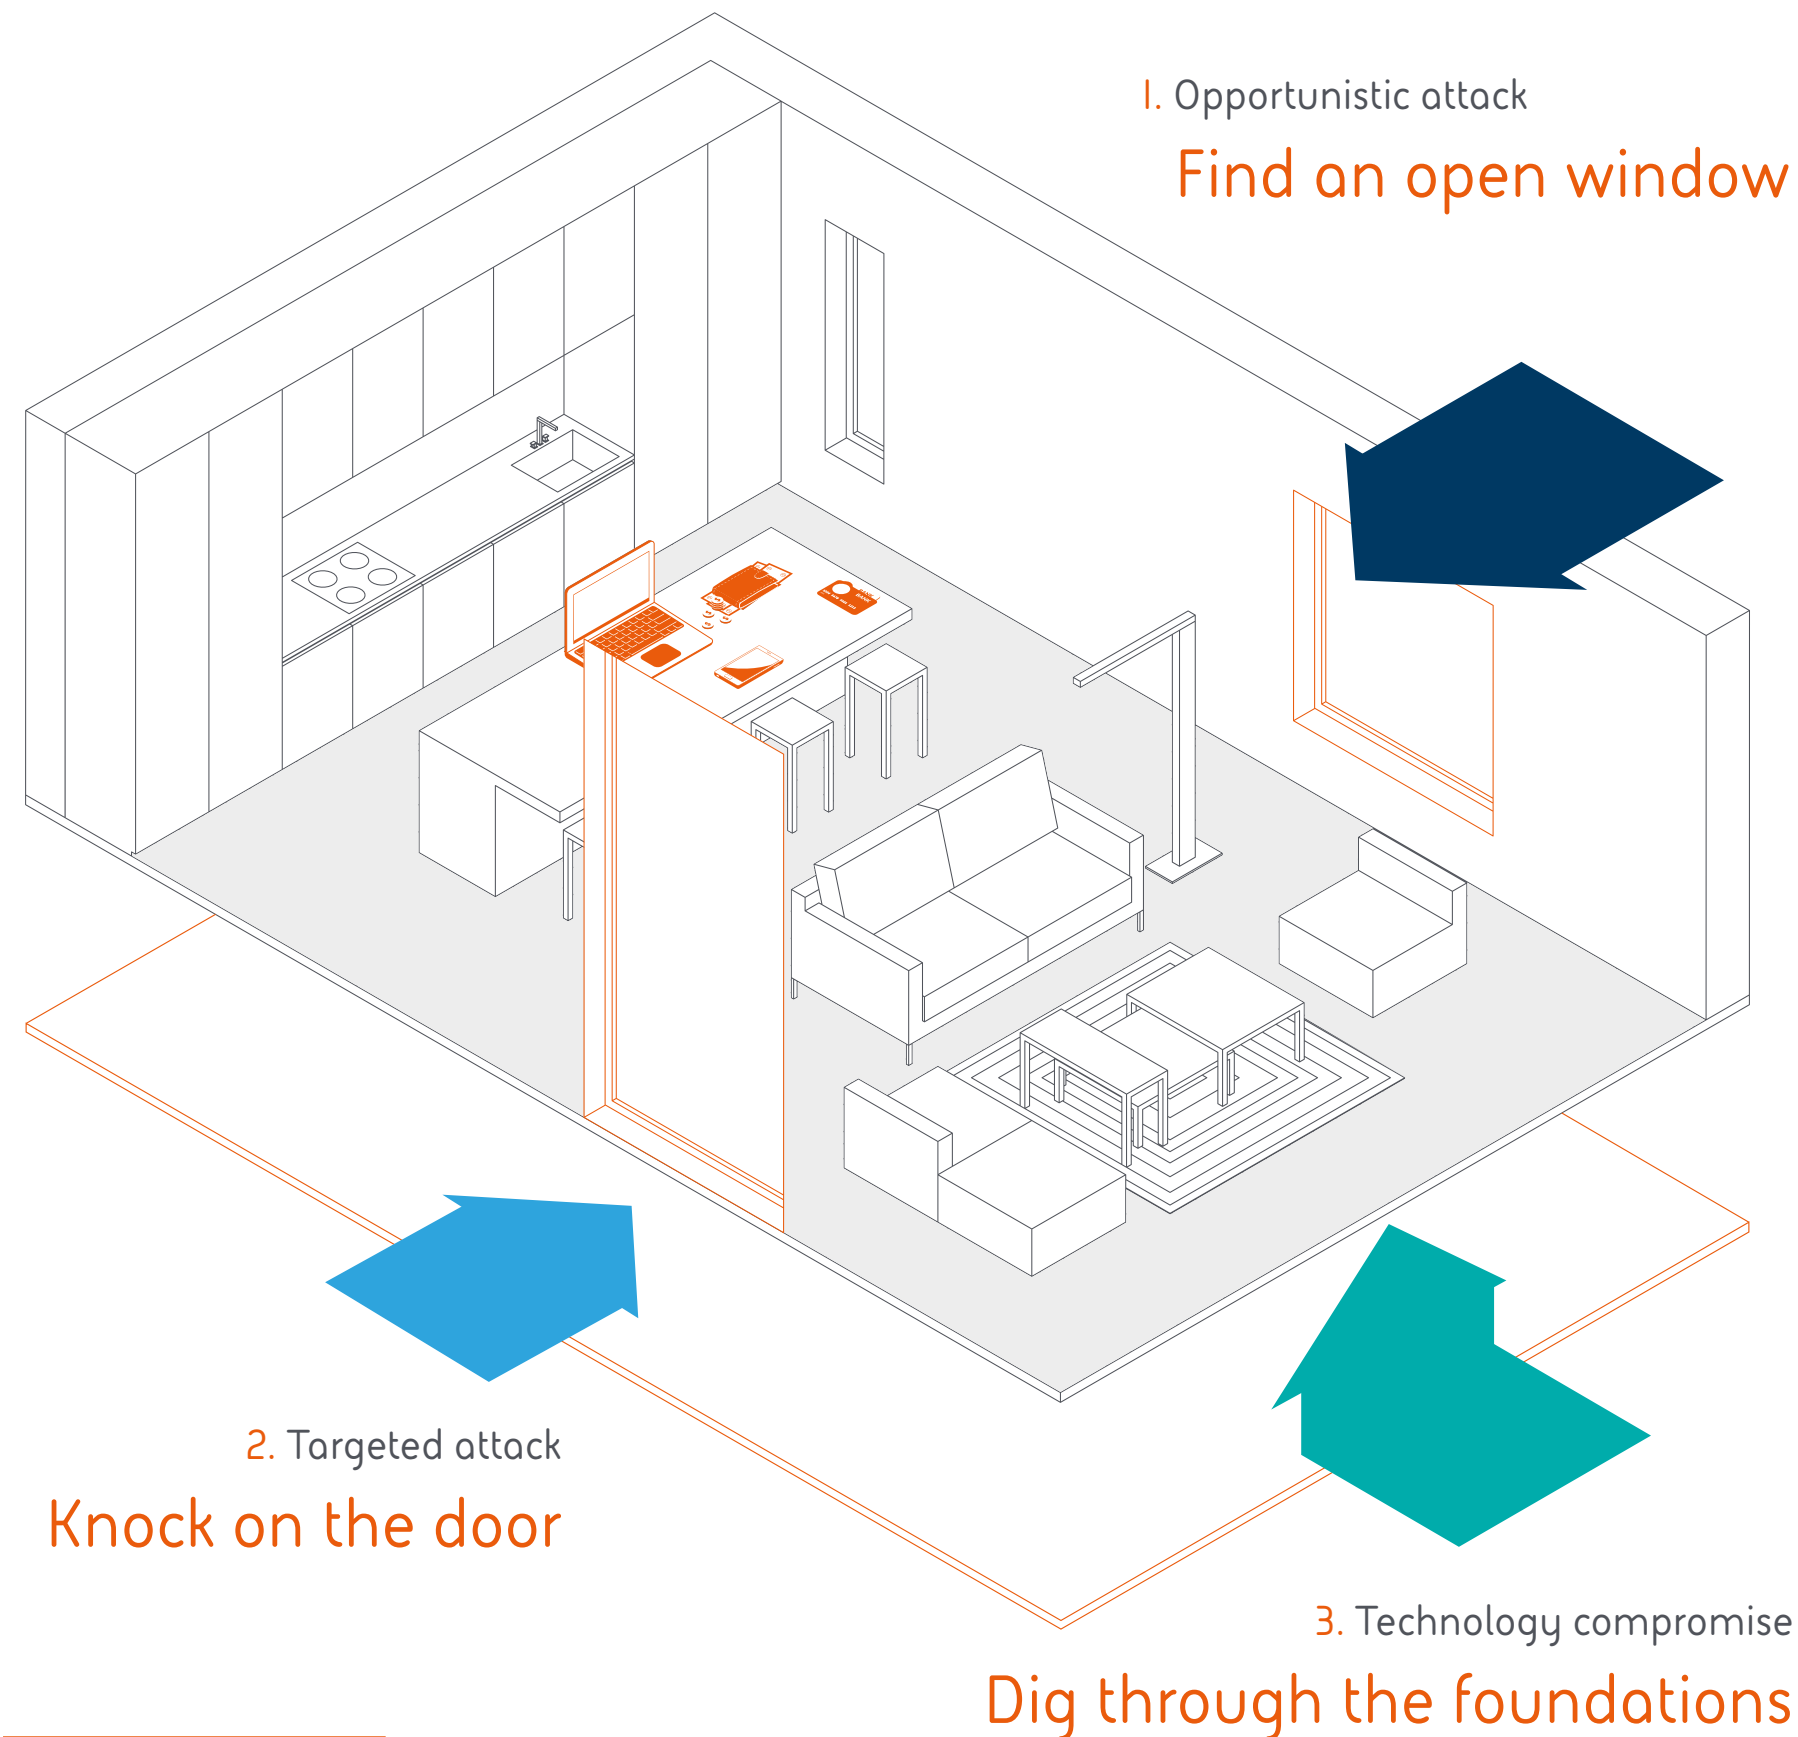 1. Opportunistic attack
Find an open window
2. Targeted attack
Knock on the door
3. Technology compromise
Dig through the foundations